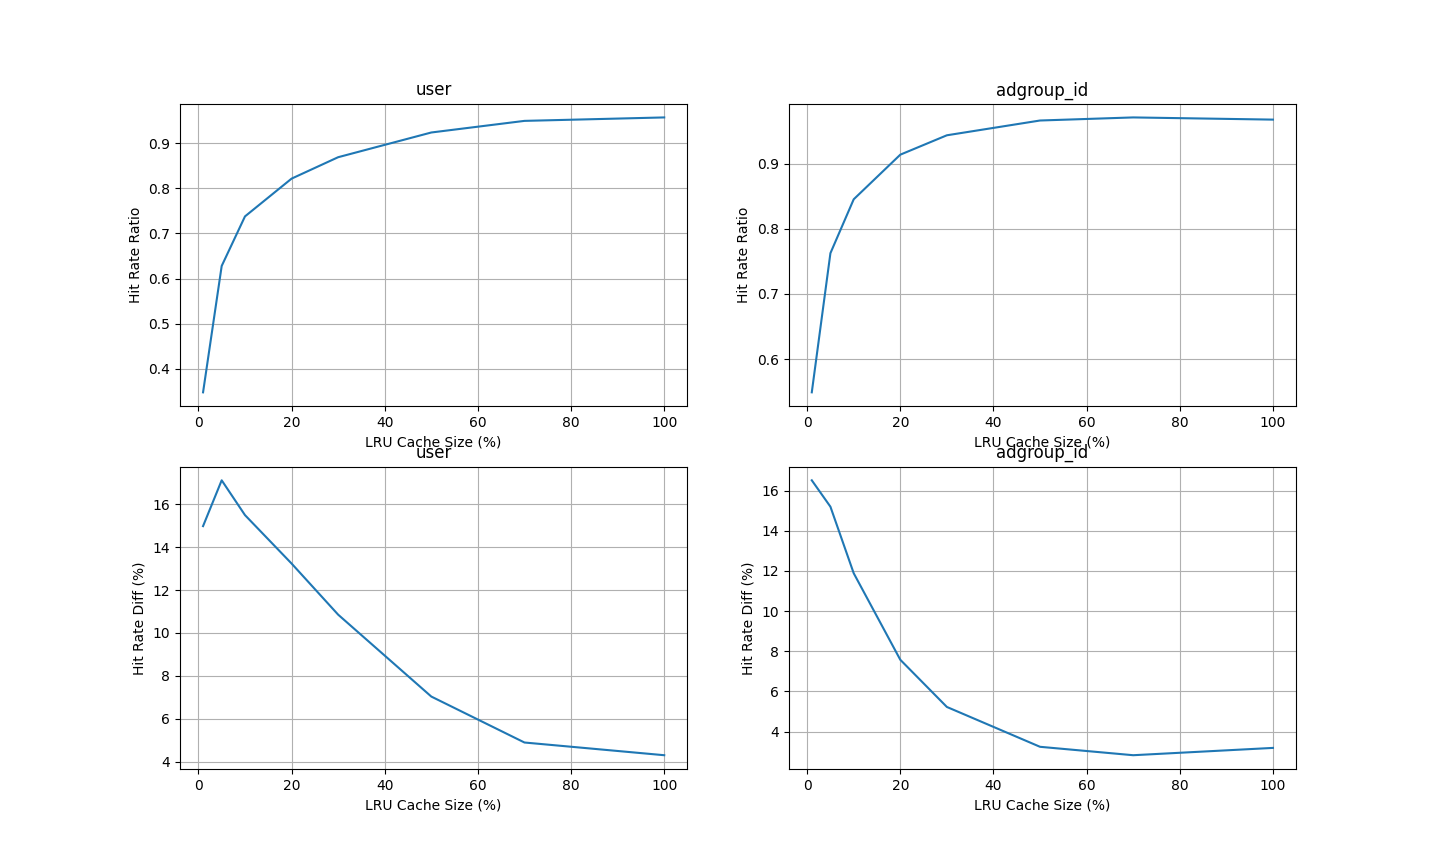 user
0.9
0.8
0.7
0.6
0.5
0.4
Hit Rate Ratio
0 20 40 60 80 100
LRU Cache Size (%)
adgroup_id
0.9
0.8
0.7
0.6
Hit Rate Ratio
0 20 40 60 80 100
LRU Cache Size (%)
user
16
14
12
10
8
6
4
Hit Rate Diff (%)
0 20 40 60 80 100
LRU Cache Size (%)
adgroup_id
16
14
12
10
8
6
4
Hit Rate Diff (%)
0 20 40 60 80 100
LRU Cache Size (%)